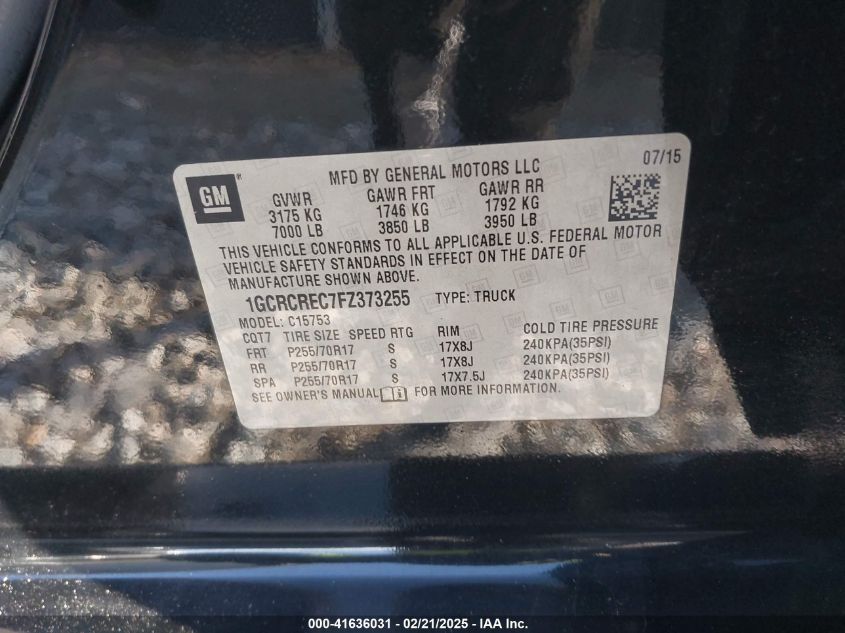 MFD BY GENERAL MOTORS LLC 07/15
GM
GVWR GAWR FRT GAWR RR
3175 KG 1746 KG 1792 KG
7000 LB 3850 LB 3950 LB
THIS VEHICLE CONFORMS TO ALL APPLICABLE U.S. FEDERAL MOTOR
VEHICLE SAFETY STANDARDS IN EFFECT ON THE DATE OF
MANUFACTURE SHOWN ABOVE.
1GCRCREC7FZ373255 TYPE: TRUCK
MODEL: C15753
CQT7 TIRE SIZE SPEED RTG RIM COLD TIRE PRESSURE
FRT P255/70R17 S 17X8J 240KPA(35PSI)
RR P255/70R17 S 17X8J 240KPA(35PSI)
SPA P255/70R17 S 17X7.5J 240KPA(35PSI)
SEE OWNER'S MANUAL i FOR MORE INFORMATION.
000-41636031 - 02/21/2025 - IAA Inc.